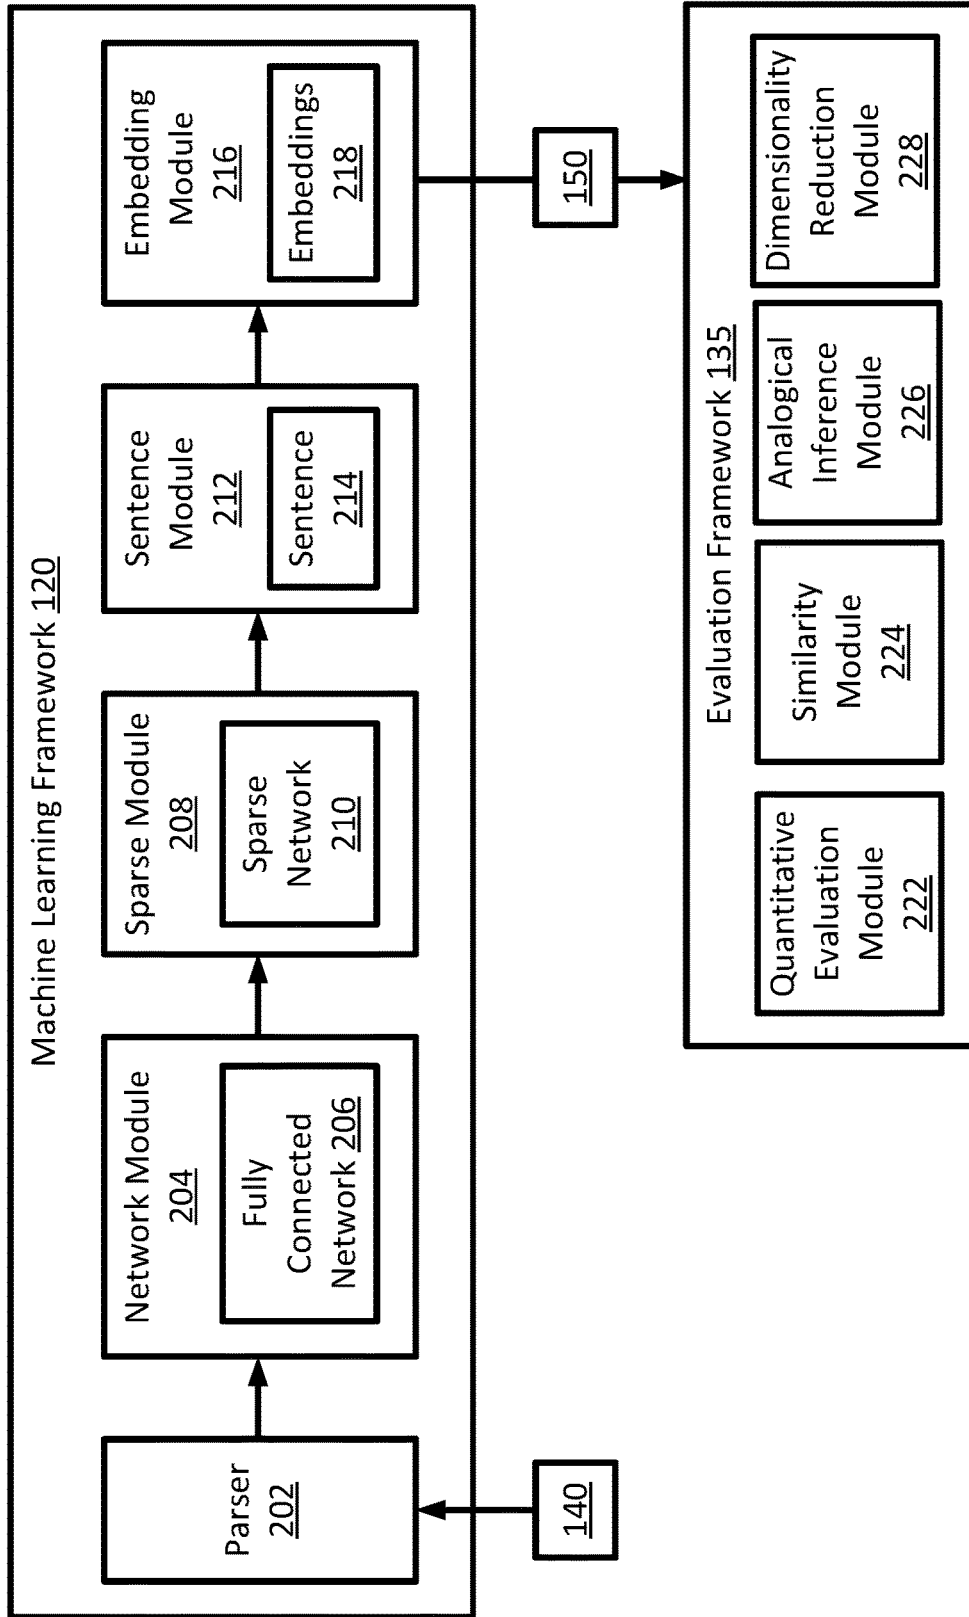 Machine Learning Framework 120
Parser
202
Network Module
204
Fully
Connected
Network 206
Sparse Module
208
Sparse
Network
210
Sentence
Module
212
Sentence
214
Embedding
Module
216
Embeddings
218
140
150
Evaluation Framework 135
Quantitative
Evaluation
Module
222
Similarity
Module
224
Analogical
Inference
Module
226
Dimensionality
Reduction
Module
228